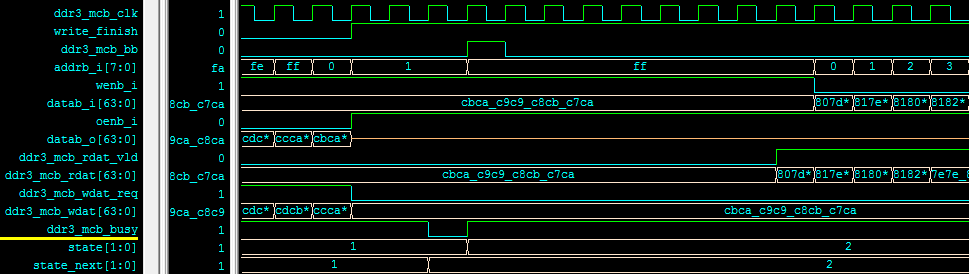 ddr3_mcb_clk 1
write_finish 0
ddr3_mcb_bb 0
addrb_i[7:0] fa fe ff 0 1 ff 0 1 2 3
wenb_i 1
datab_i[63:0] 8cb_c7ca cbca_c9c9_c8cb_c7ca 807d* 817e* 8180* 8182*
oenb_i 0
datab_o[63:0] 9ca_c8ca cdc* ccca* cbca*
ddr3_mcb_rdat_vld 0
ddr3_mcb_rdat[63:0] 8cb_c7ca cbca_c9c9_c8cb_c7ca 807d* 817e* 8180* 8182* 7e7e_8
ddr3_mcb_wdat_req 1
ddr3_mcb_wdat[63:0] 9ca_c8c9 cdc* cdcb* ccca* cbca_c9c9_c8cb_c7ca
ddr3_mcb_busy 1
state[1:0] 1 1 2
state_next[1:0] 1 1 2